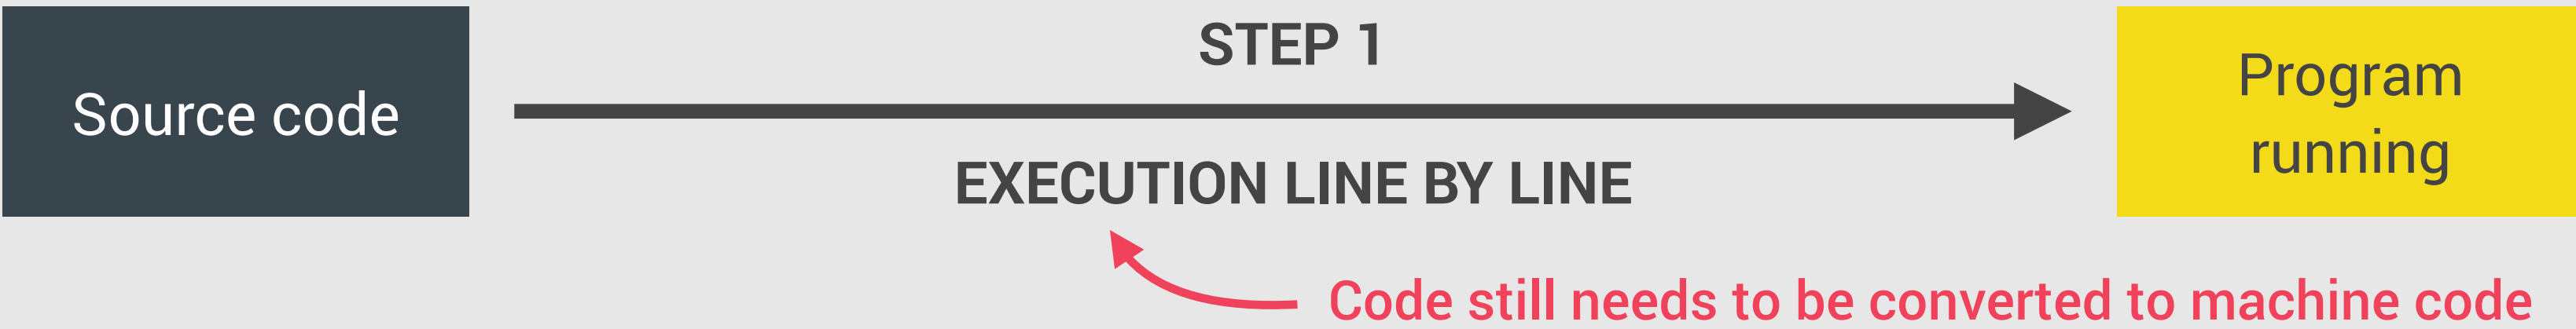 Source code
STEP 1
EXECUTION LINE BY LINE
Program
running
Code still needs to be converted to machine code